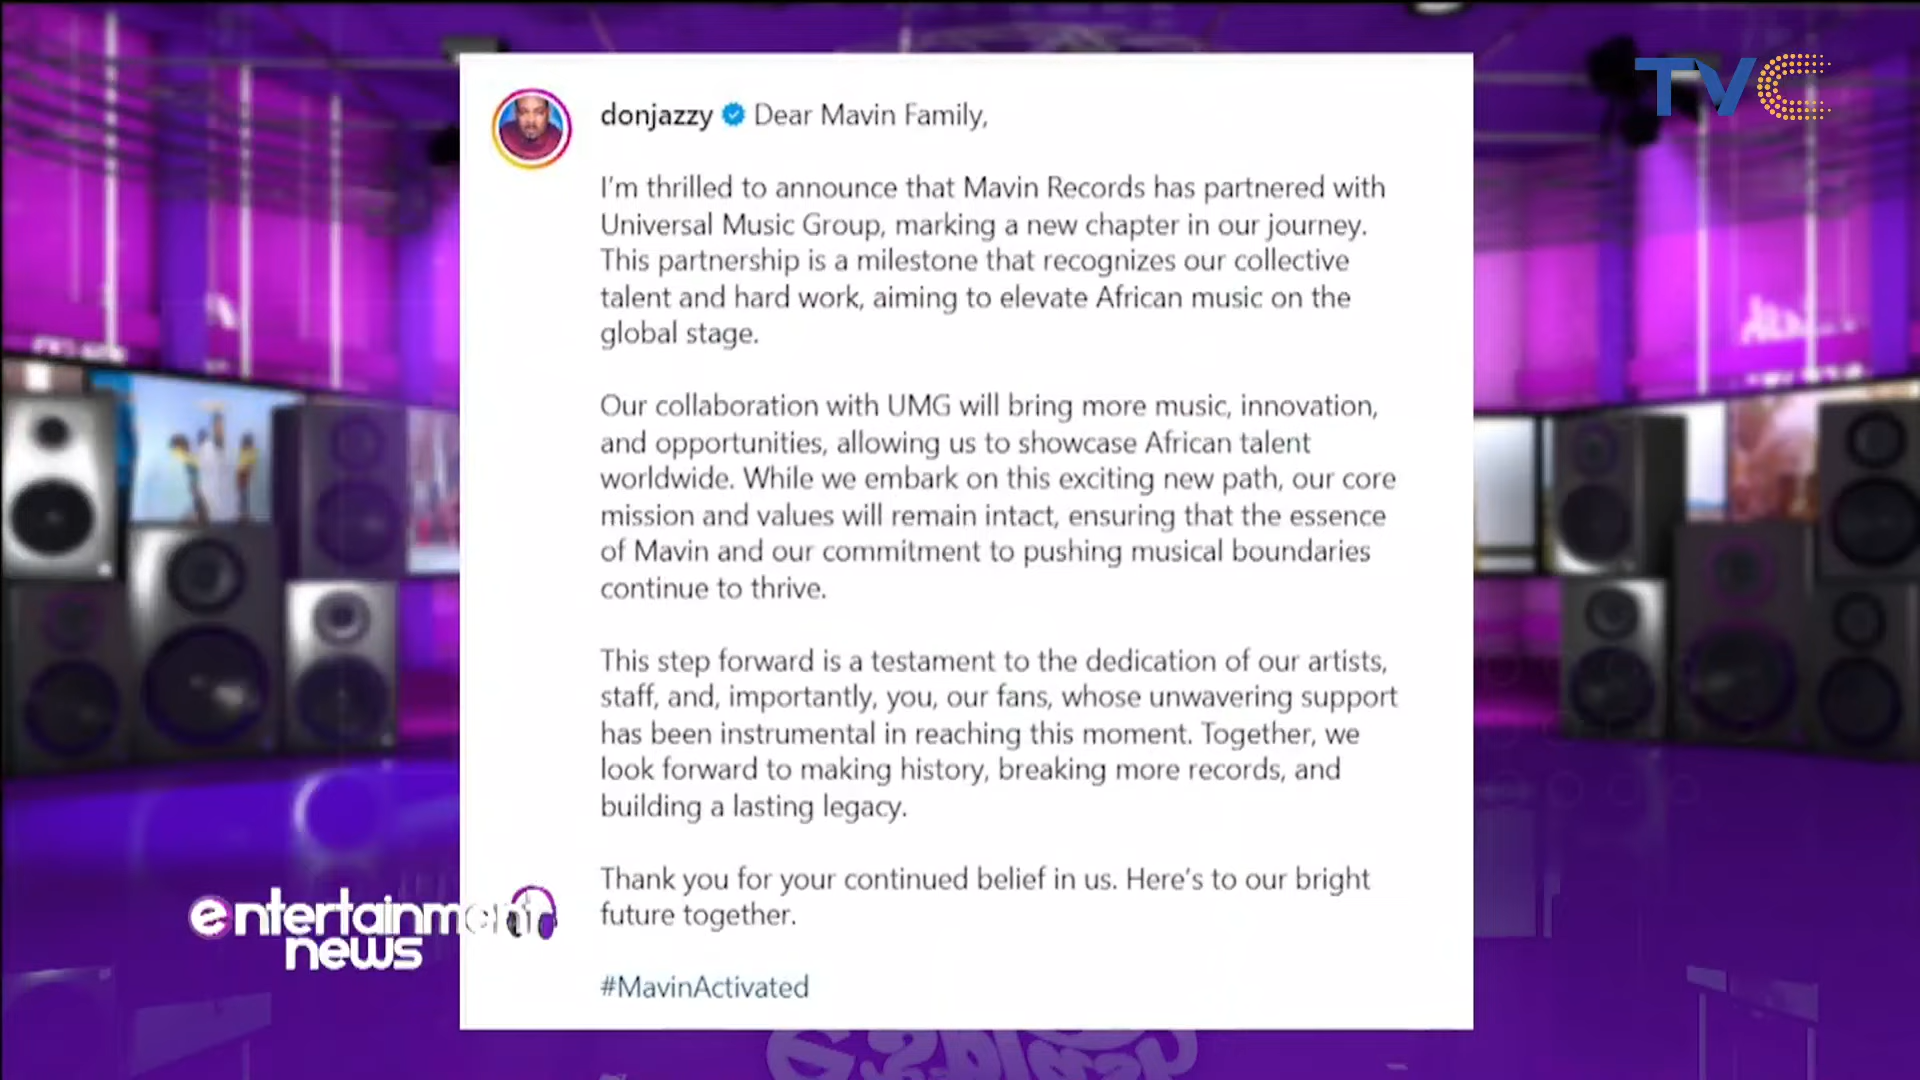 TVC
donjazzy Dear Mavin Family,
I'm thrilled to announce that Mavin Records has partnered with
Universal Music Group, marking a new chapter in our journey.
This partnership is a milestone that recognizes our collective
talent and hard work, aiming to elevate African music on the
global stage.
Our collaboration with UMG will bring more music, innovation,
and opportunities, allowing us to showcase African talent
worldwide. While we embark on this exciting new path, our core
mission and values will remain intact, ensuring that the essence
of Mavin and our commitment to pushing musical boundaries
continue to thrive.
This step forward is a testament to the dedication of our artists,
staff, and, importantly, you, our fans, whose unwavering support
has been instrumental in reaching this moment. Together, we
look forward to making history, breaking more records, and
building a lasting legacy.
Thank you for your continued belief in us. Here's to our bright
future together.
#MavinActivated
entertainment
news